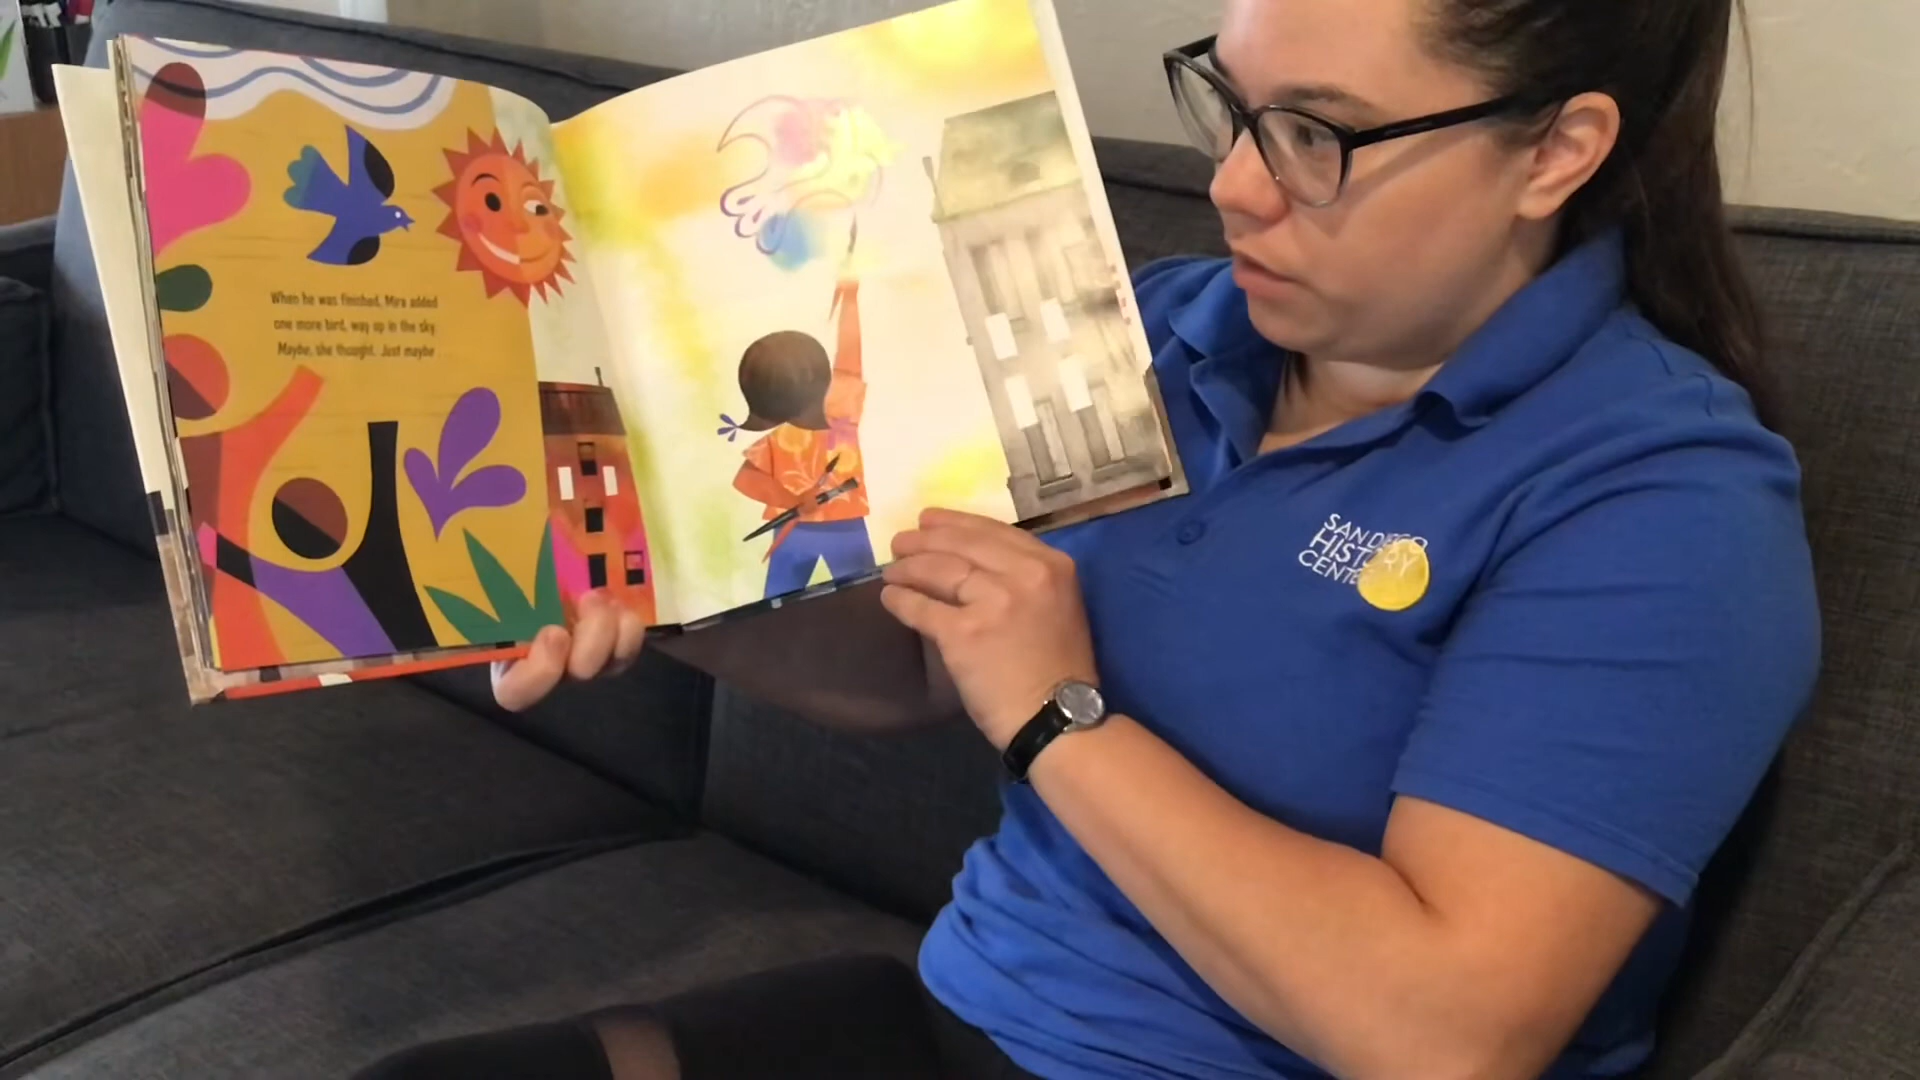 When he was finished, Mira added
one more bird, way up in the sky.
Maybe, she thought. Just maybe . . .
SAN DIEGO
HISTORY
CENTER